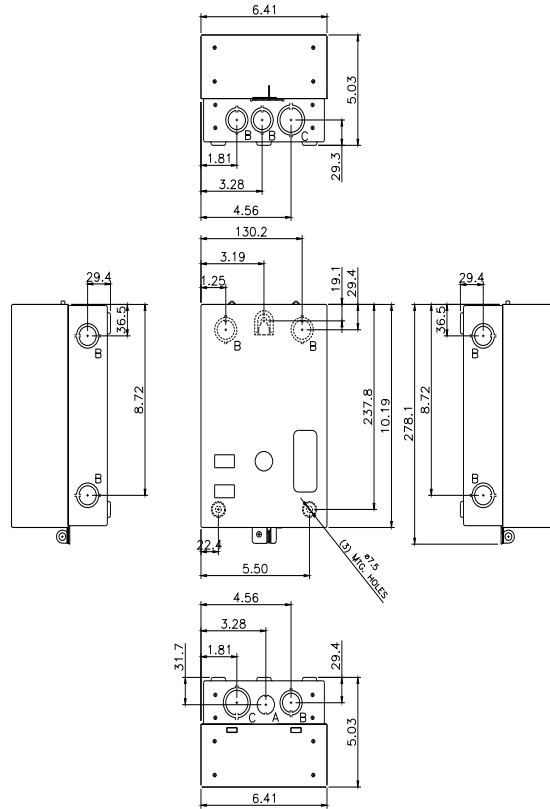 6.41
5.03
B
B
C
29.3
1.81
3.28
4.56
130.2
3.19
1.25
19.1
29.4
B
B
237.8
10.19
22.4
5.50
ø7.5
(3) MTG. HOLES
29.4
36.5
B
8.72
B
29.4
36.5
B
278.1
8.72
B
4.56
3.28
1.81
31.7
29.4
C
A
B
5.03
6.41